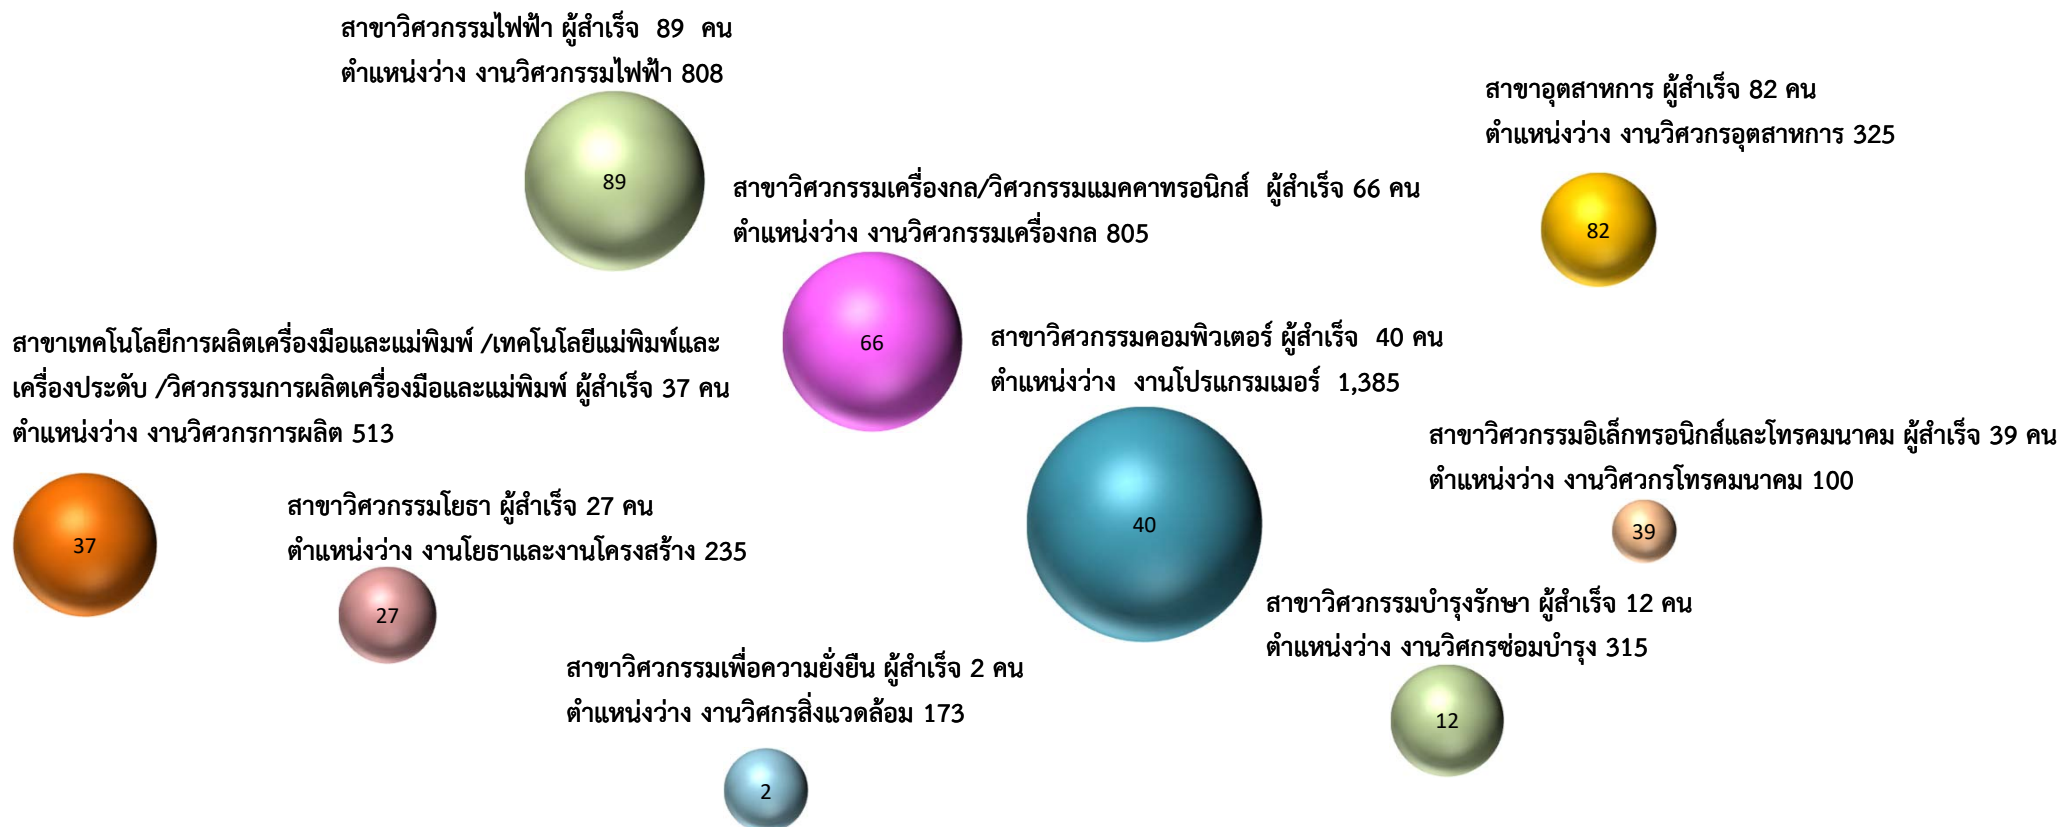 สาขาวิศวกรรมไฟฟ้า ผู้สำเร็จ 89 คน
ตำแหน่งว่าง งานวิศวกรรมไฟฟ้า 808
89
สาขาอุตสาหการ ผู้สำเร็จ 82 คน
ตำแหน่งว่าง งานวิศวกรอุตสาหการ 325
82
สาขาวิศวกรรมเครื่องกล/วิศวกรรมแมคคาทรอนิกส์ ผู้สำเร็จ 66 คน
ตำแหน่งว่าง งานวิศวกรรมเครื่องกล 805
66
สาขาเทคโนโลยีการผลิตเครื่องมือและแม่พิมพ์ /เทคโนโลยีแม่พิมพ์และ
เครื่องประดับ /วิศวกรรมการผลิตเครื่องมือและแม่พิมพ์ ผู้สำเร็จ 37 คน
ตำแหน่งว่าง งานวิศวกรการผลิต 513
37
สาขาวิศวกรรมคอมพิวเตอร์ ผู้สำเร็จ 40 คน
ตำแหน่งว่าง งานโปรแกรมเมอร์ 1,385
40
สาขาวิศวกรรมอิเล็กทรอนิกส์และโทรคมนาคม ผู้สำเร็จ 39 คน
ตำแหน่งว่าง งานวิศวกรโทรคมนาคม 100
39
สาขาวิศวกรรมโยธา ผู้สำเร็จ 27 คน
ตำแหน่งว่าง งานโยธาและงานโครงสร้าง 235
27
สาขาวิศวกรรมบำรุงรักษา ผู้สำเร็จ 12 คน
ตำแหน่งว่าง งานวิศกรซ่อมบำรุง 315
12
สาขาวิศวกรรมเพื่อความยั่งยืน ผู้สำเร็จ 2 คน
ตำแหน่งว่าง งานวิศกรสิ่งแวดล้อม 173
2